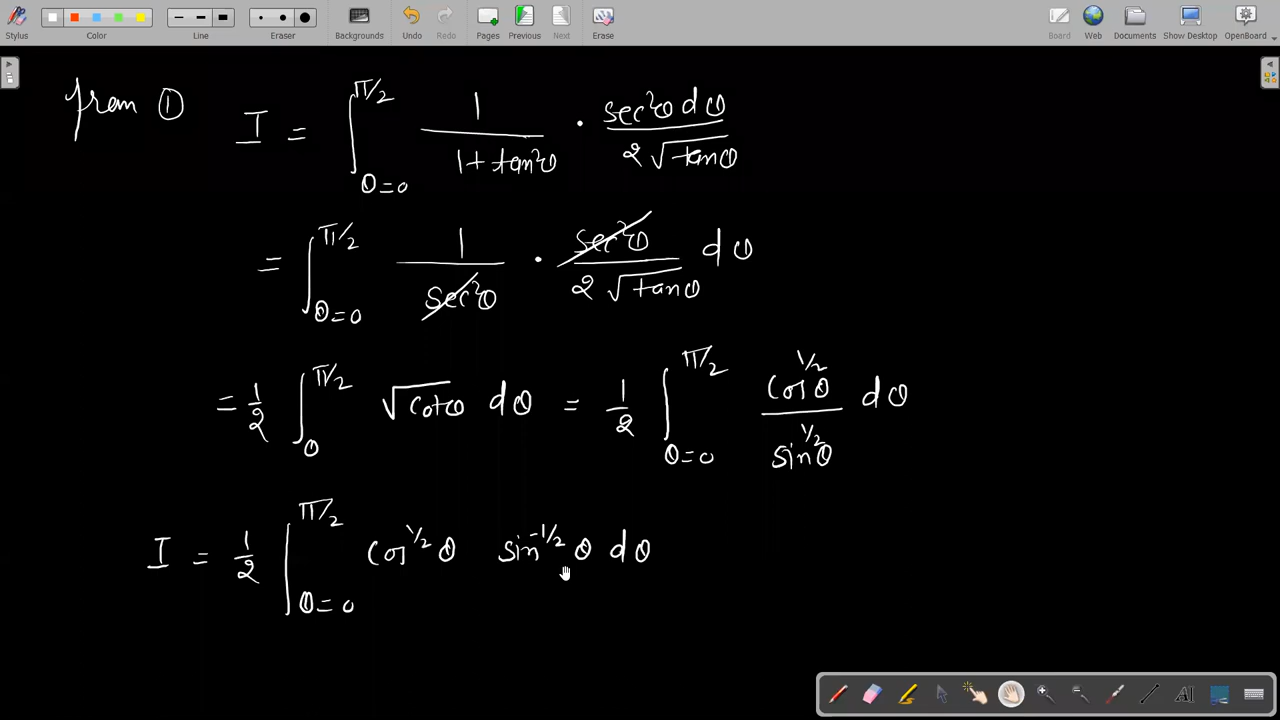 Stylus Color Line Eraser Backgrounds Undo Redo Pages Previous Next Erase Board Web Documents Show Desktop OpenBoard
from ① I = ∫_{θ=0}^{π/2} 1/(1+tan²θ) · sec²θ dθ/(2√tanθ)
= ∫_{θ=0}^{π/2} 1/sec²θ · sec²θ/(2√tanθ) dθ
= 1/2 ∫_0^{π/2} √cotθ dθ = 1/2 ∫_{θ=0}^{π/2} cos^{1/2}θ/sin^{1/2}θ dθ
I = 1/2 ∫_{θ=0}^{π/2} cos^{1/2} θ sin^{-1/2} θ dθ